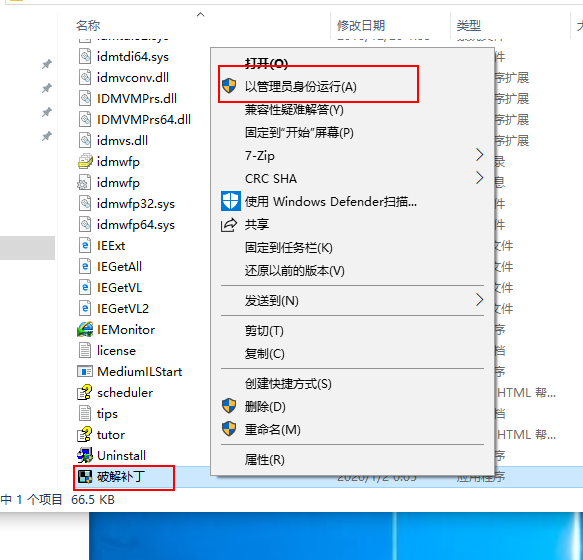 名称 修改日期 类型
idmtdi64.sys
idmvconv.dll
IDMVMPrs.dll
IDMVMPrs64.dll
idmvs.dll
idmwfp
idmwfp
idmwfp32.sys
idmwfp64.sys
IEExt
IEGetAll
IEGetVL
IEGetVL2
IEMonitor
license
MediumILStart
scheduler
tips
tutor
Uninstall
破解补丁
打开(O)
以管理员身份运行(A)
兼容性疑难解答(Y)
固定到"开始"屏幕(P)
7-Zip
CRC SHA
使用 Windows Defender扫描...
共享
固定到任务栏(K)
还原以前的版本(V)
发送到(N)
剪切(T)
复制(C)
创建快捷方式(S)
删除(D)
重命名(M)
属性(R)
件
序扩展
序扩展
序扩展
序扩展
录
息
文件
文件
文件
文件
文件
文件
序
档
序
HTML 帮...
档
HTML 帮...
序
应用程序
中 1 个项目 66.5 KB